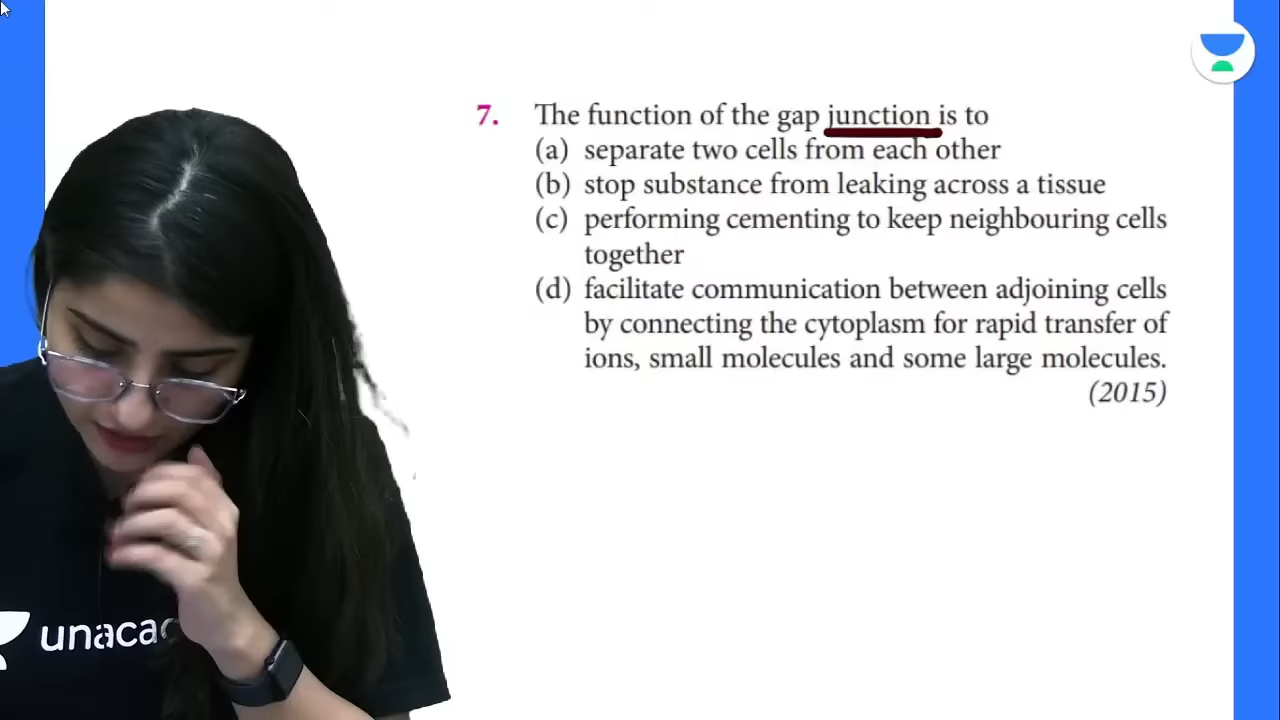 7. The function of the gap junction is to
(a) separate two cells from each other
(b) stop substance from leaking across a tissue
(c) performing cementing to keep neighbouring cells
together
(d) facilitate communication between adjoining cells
by connecting the cytoplasm for rapid transfer of
ions, small molecules and some large molecules.
(2015)
unacad